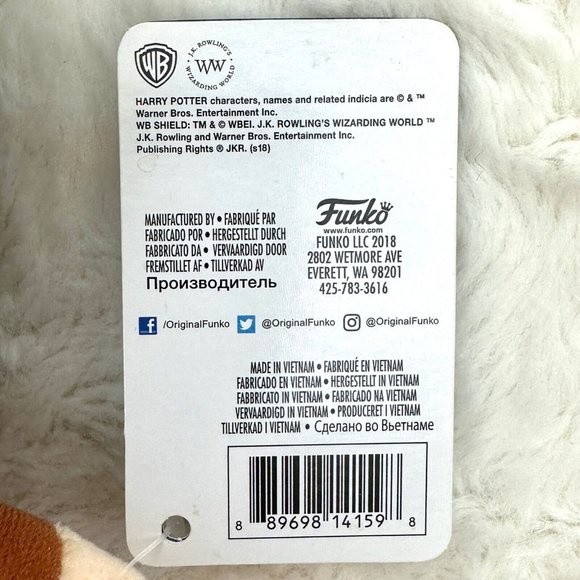 WB
J.K. ROWLING'S
WW
WIZARDING WORLD
HARRY POTTER characters, names and related indicia are © & ™
Warner Bros. Entertainment Inc.
WB SHIELD: TM & © WBEI. J.K. ROWLING'S WIZARDING WORLD ™
J.K. Rowling and Warner Bros. Entertainment Inc.
Publishing Rights ® JKR. (s18)
MANUFACTURED BY • FABRIQUÉ PAR
FABRICADO POR • HERGESTELLT DURCH
FABBRICATO DA • VERVAARDIGD DOOR
FREMSTILLET AF • TILLVERKAD AV
Производитель
Funko
www.funko.com
FUNKO LLC 2018
2802 WETMORE AVE
EVERETT, WA 98201
425-783-3616
/OriginalFunko @OriginalFunko @OriginalFunko
MADE IN VIETNAM • FABRIQUÉ EN VIETNAM
FABRICADO EN VIETNAM • HERGESTELLT IN VIETNAM
FABBRICATO IN VIETNAM • FABRICADO NA VIETNAM
VERVAARDIGD IN VIETNAM • PRODUCERET I VIETNAM
TILLVERKAD I VIETNAM • Сделано во Вьетнаме
8 89698 14159 8